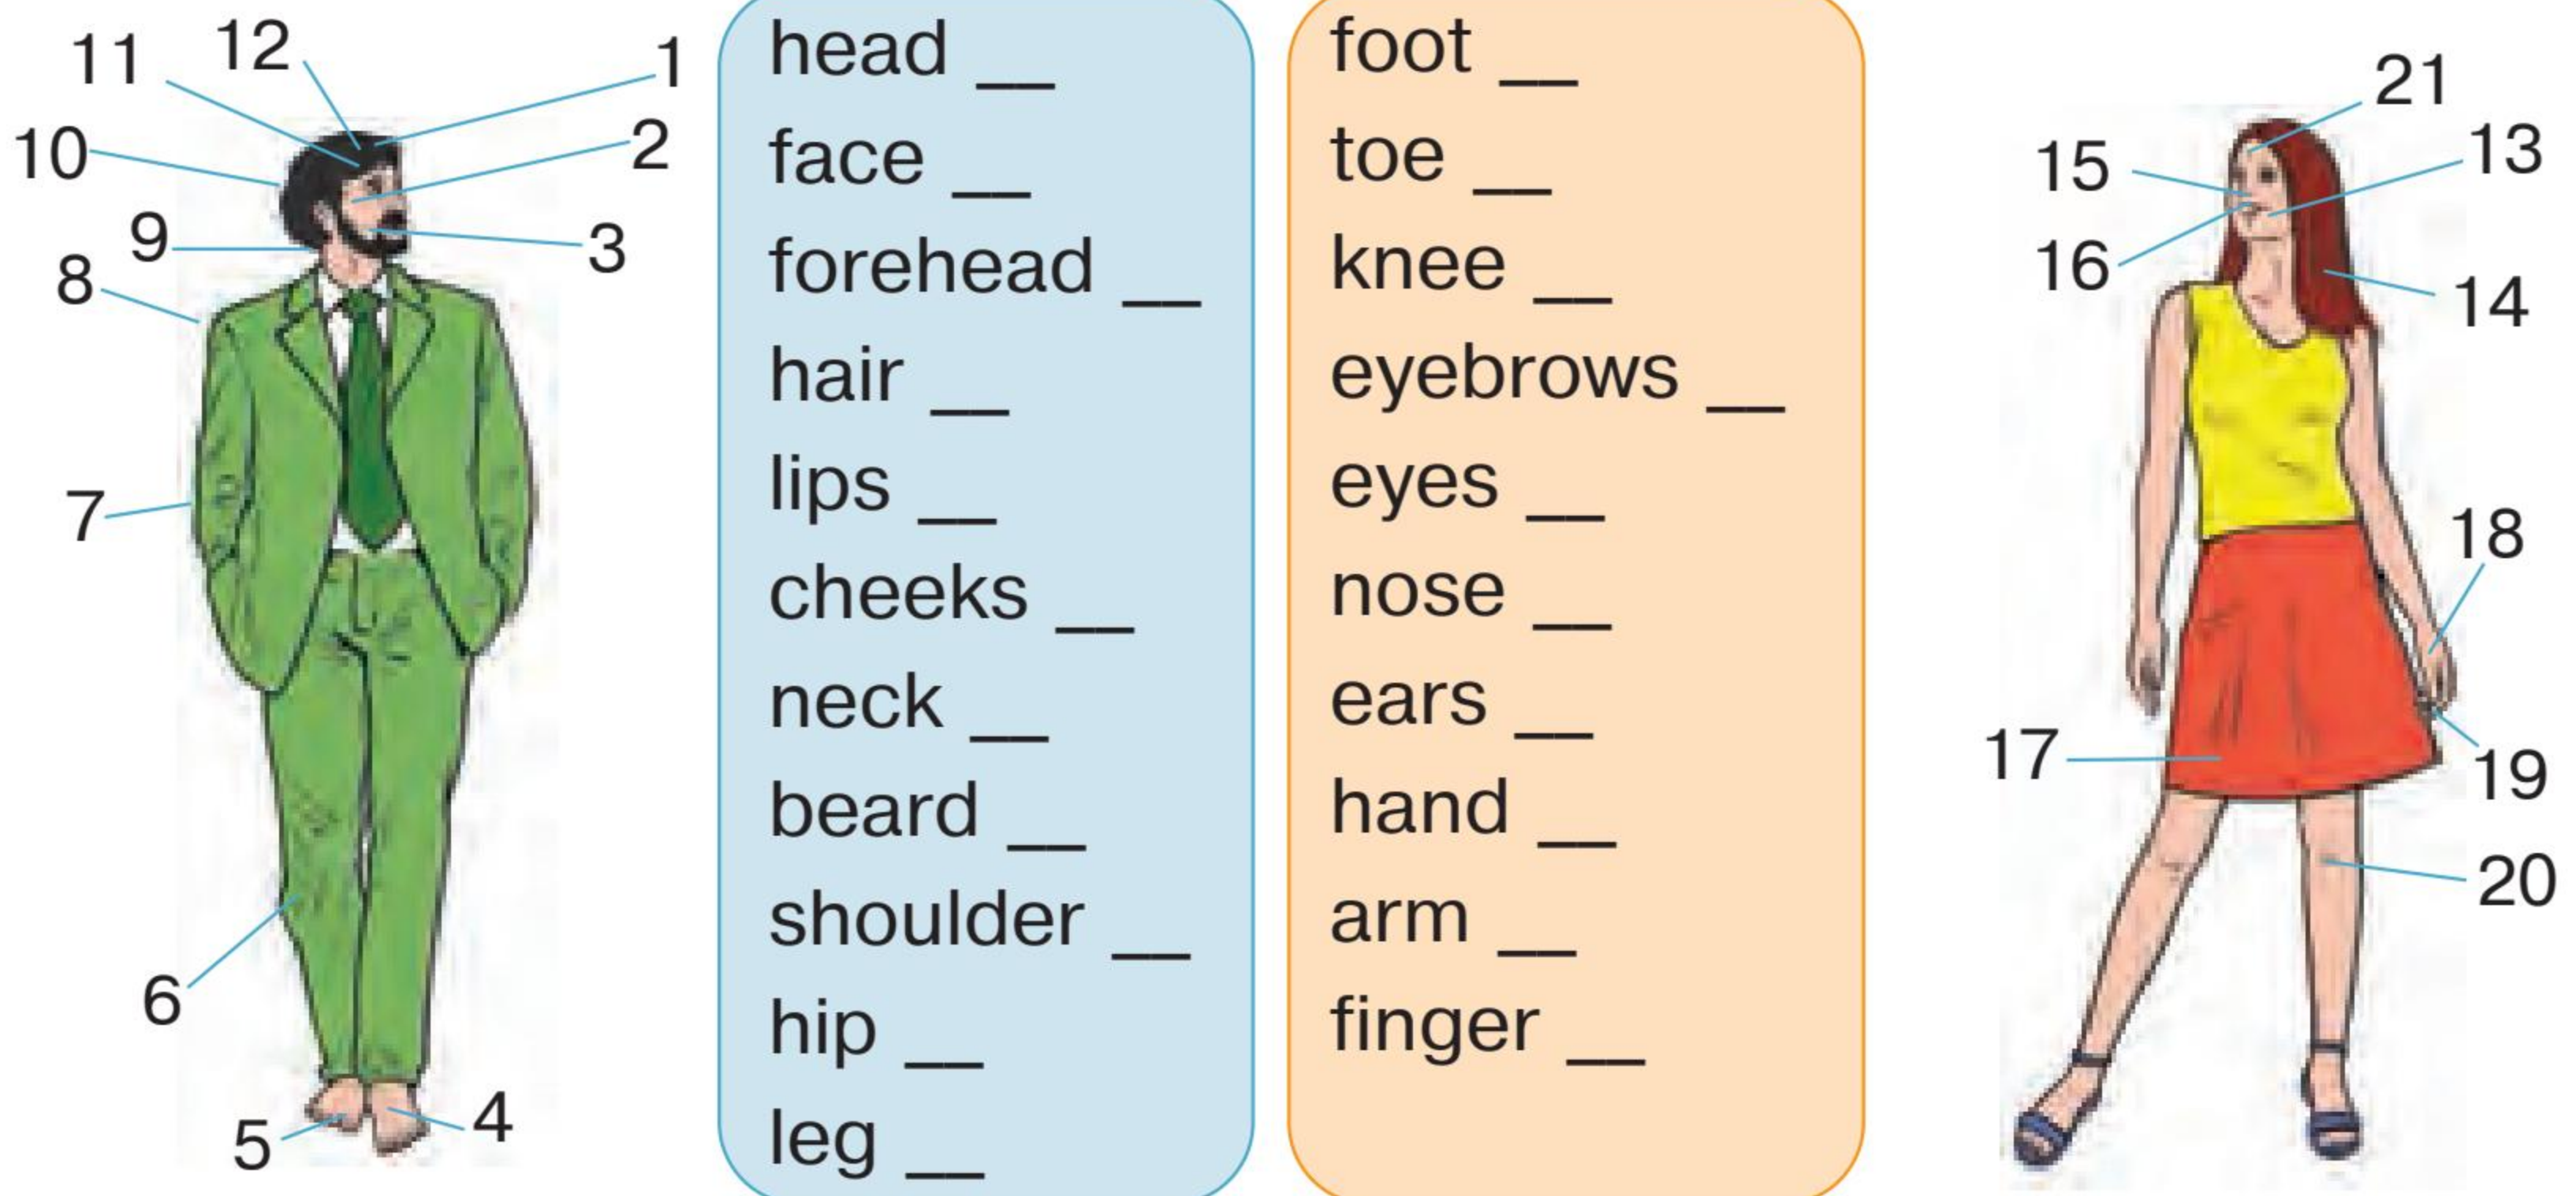 11
12
1
10
2
9
3
8
7
6
5
4
head __
face __
forehead __
hair __
lips __
cheeks __
neck __
beard __
shoulder __
hip __
leg __
foot __
toe __
knee __
eyebrows __
eyes __
nose __
ears __
hand __
arm __
finger __
21
13
15
16
14
18
17
19
20